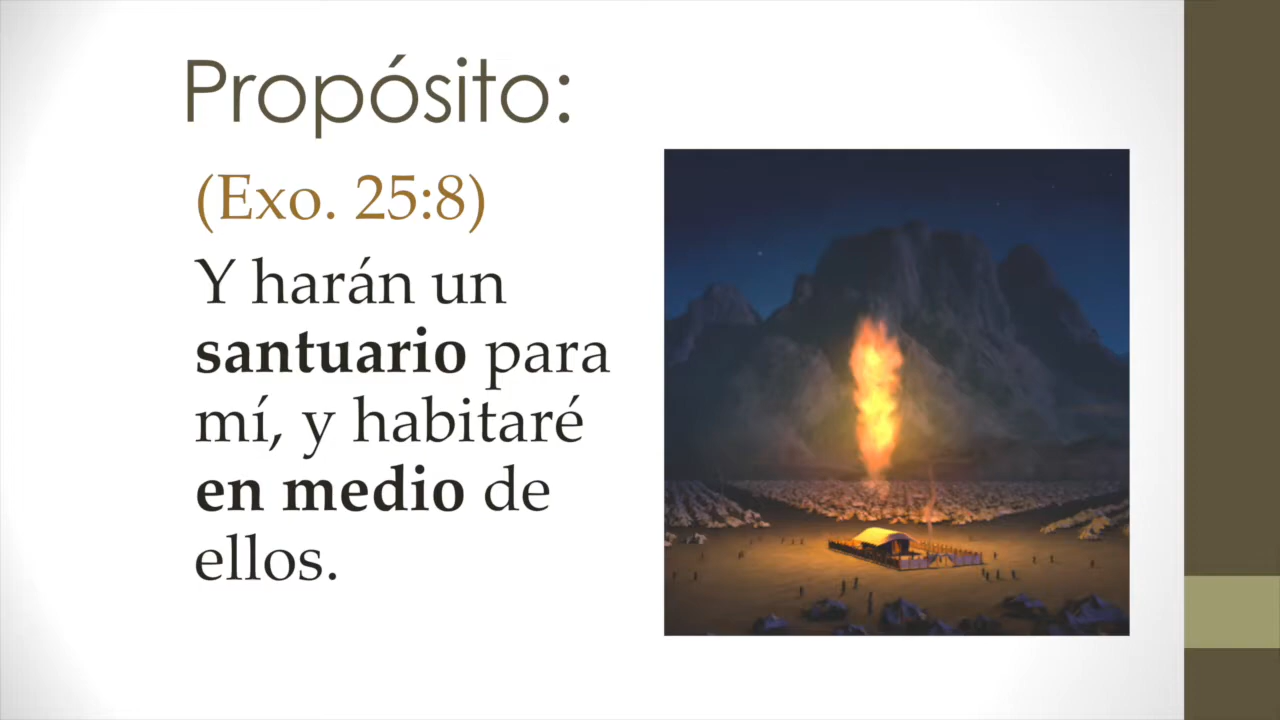 Propósito:
(Exo. 25:8)
Y harán un
santuario para
mí, y habitaré
en medio de
ellos.